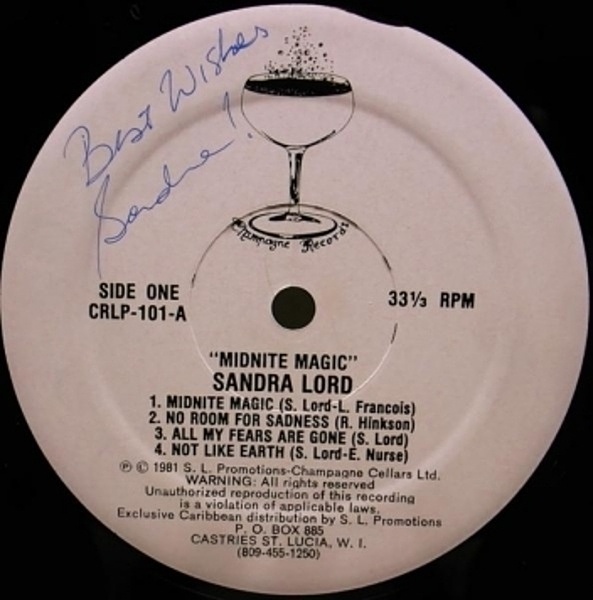 Best Wishes
Sandra!
Champagne Records
SIDE ONE
CRLP-101-A
33⅓ RPM
"MIDNITE MAGIC"
SANDRA LORD
1. MIDNITE MAGIC (S. Lord-L. Francois)
2. NO ROOM FOR SADNESS (R. Hinkson)
3. ALL MY FEARS ARE GONE (S. Lord)
4. NOT LIKE EARTH (S. Lord-E. Nurse)
℗ © 1981 S. L. Promotions-Champagne Cellars Ltd.
WARNING: All rights reserved
Unauthorized reproduction of this recording
is a violation of applicable laws.
Exclusive Caribbean distribution by S. L. Promotions
P. O. BOX 885
CASTRIES ST. LUCIA, W. I.
(809-455-1250)